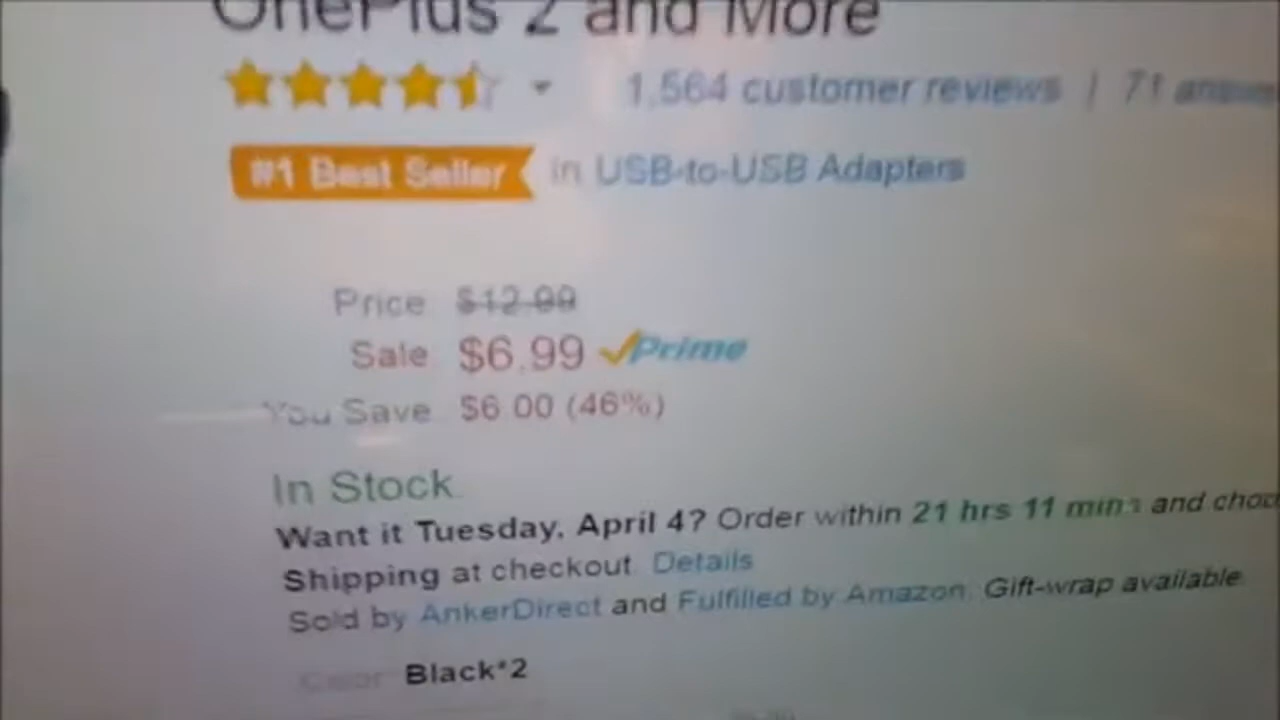 OnePlus 2 and More
1,564 customer reviews | 71
#1 Best Seller in USB-to-USB Adapters
Price: $12.99
Sale: $6.99 Prime
You Save: $6.00 (46%)
In Stock.
Want it Tuesday, April 4? Order within 21 hrs 11 mins and
Shipping at checkout. Details
Sold by AnkerDirect and Fulfilled by Amazon. Gift-wrap available.
Color: Black*2